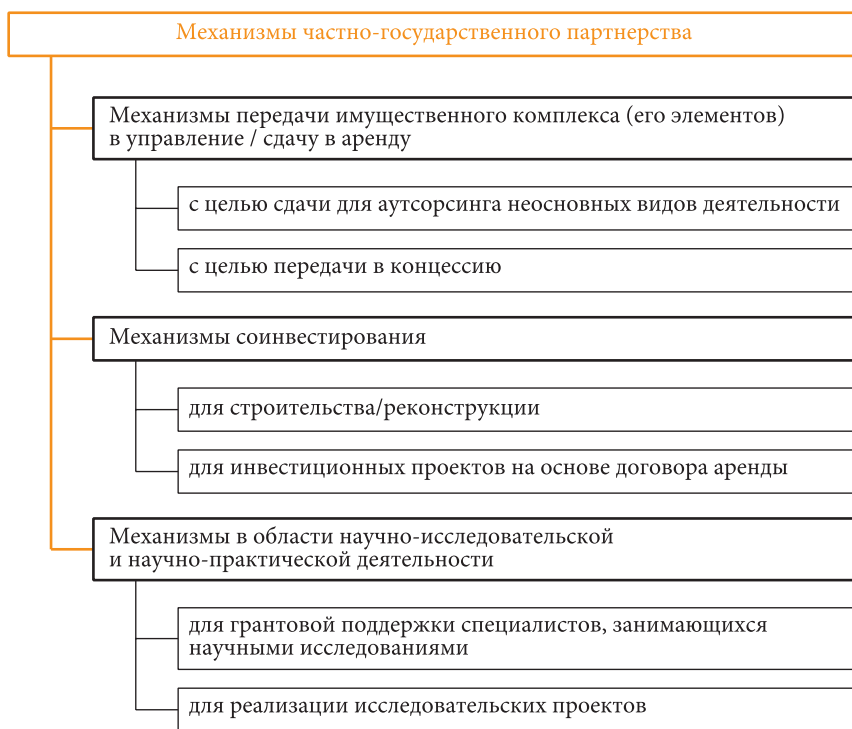 Механизмы частно-государственного партнерства
Механизмы передачи имущественного комплекса (его элементов)
в управление / сдачу в аренду
с целью сдачи для аутсорсинга неосновных видов деятельности
с целью передачи в концессию
Механизмы соинвестирования
для строительства/реконструкции
для инвестиционных проектов на основе договора аренды
Механизмы в области научно-исследовательской
и научно-практической деятельности
для грантовой поддержки специалистов, занимающихся
научными исследованиями
для реализации исследовательских проектов